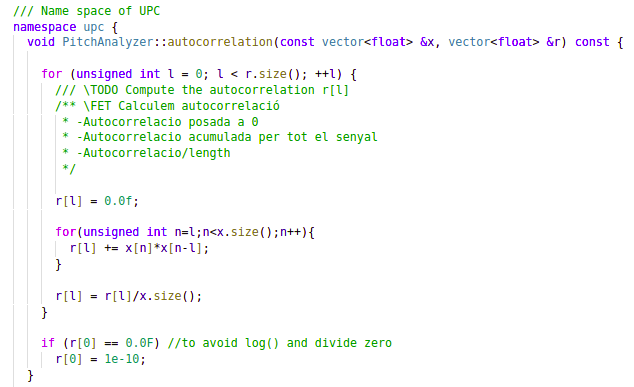 /// Name space of UPC
namespace upc {
  void PitchAnalyzer::autocorrelation(const vector<float> &x, vector<float> &r) const {

    for (unsigned int l = 0; l < r.size(); ++l) {
      /// \TODO Compute the autocorrelation r[l]
      /** \FET Calculem autocorrelació
       * -Autocorrelacio posada a 0
       * -Autocorrelacio acumulada per tot el senyal
       * -Autocorrelacio/length
       */

      r[l] = 0.0f;

      for(unsigned int n=l;n<x.size();n++){
        r[l] += x[n]*x[n-l];
      }

      r[l] = r[l]/x.size();
    }

    if (r[0] == 0.0F) //to avoid log() and divide zero
      r[0] = 1e-10;
  }